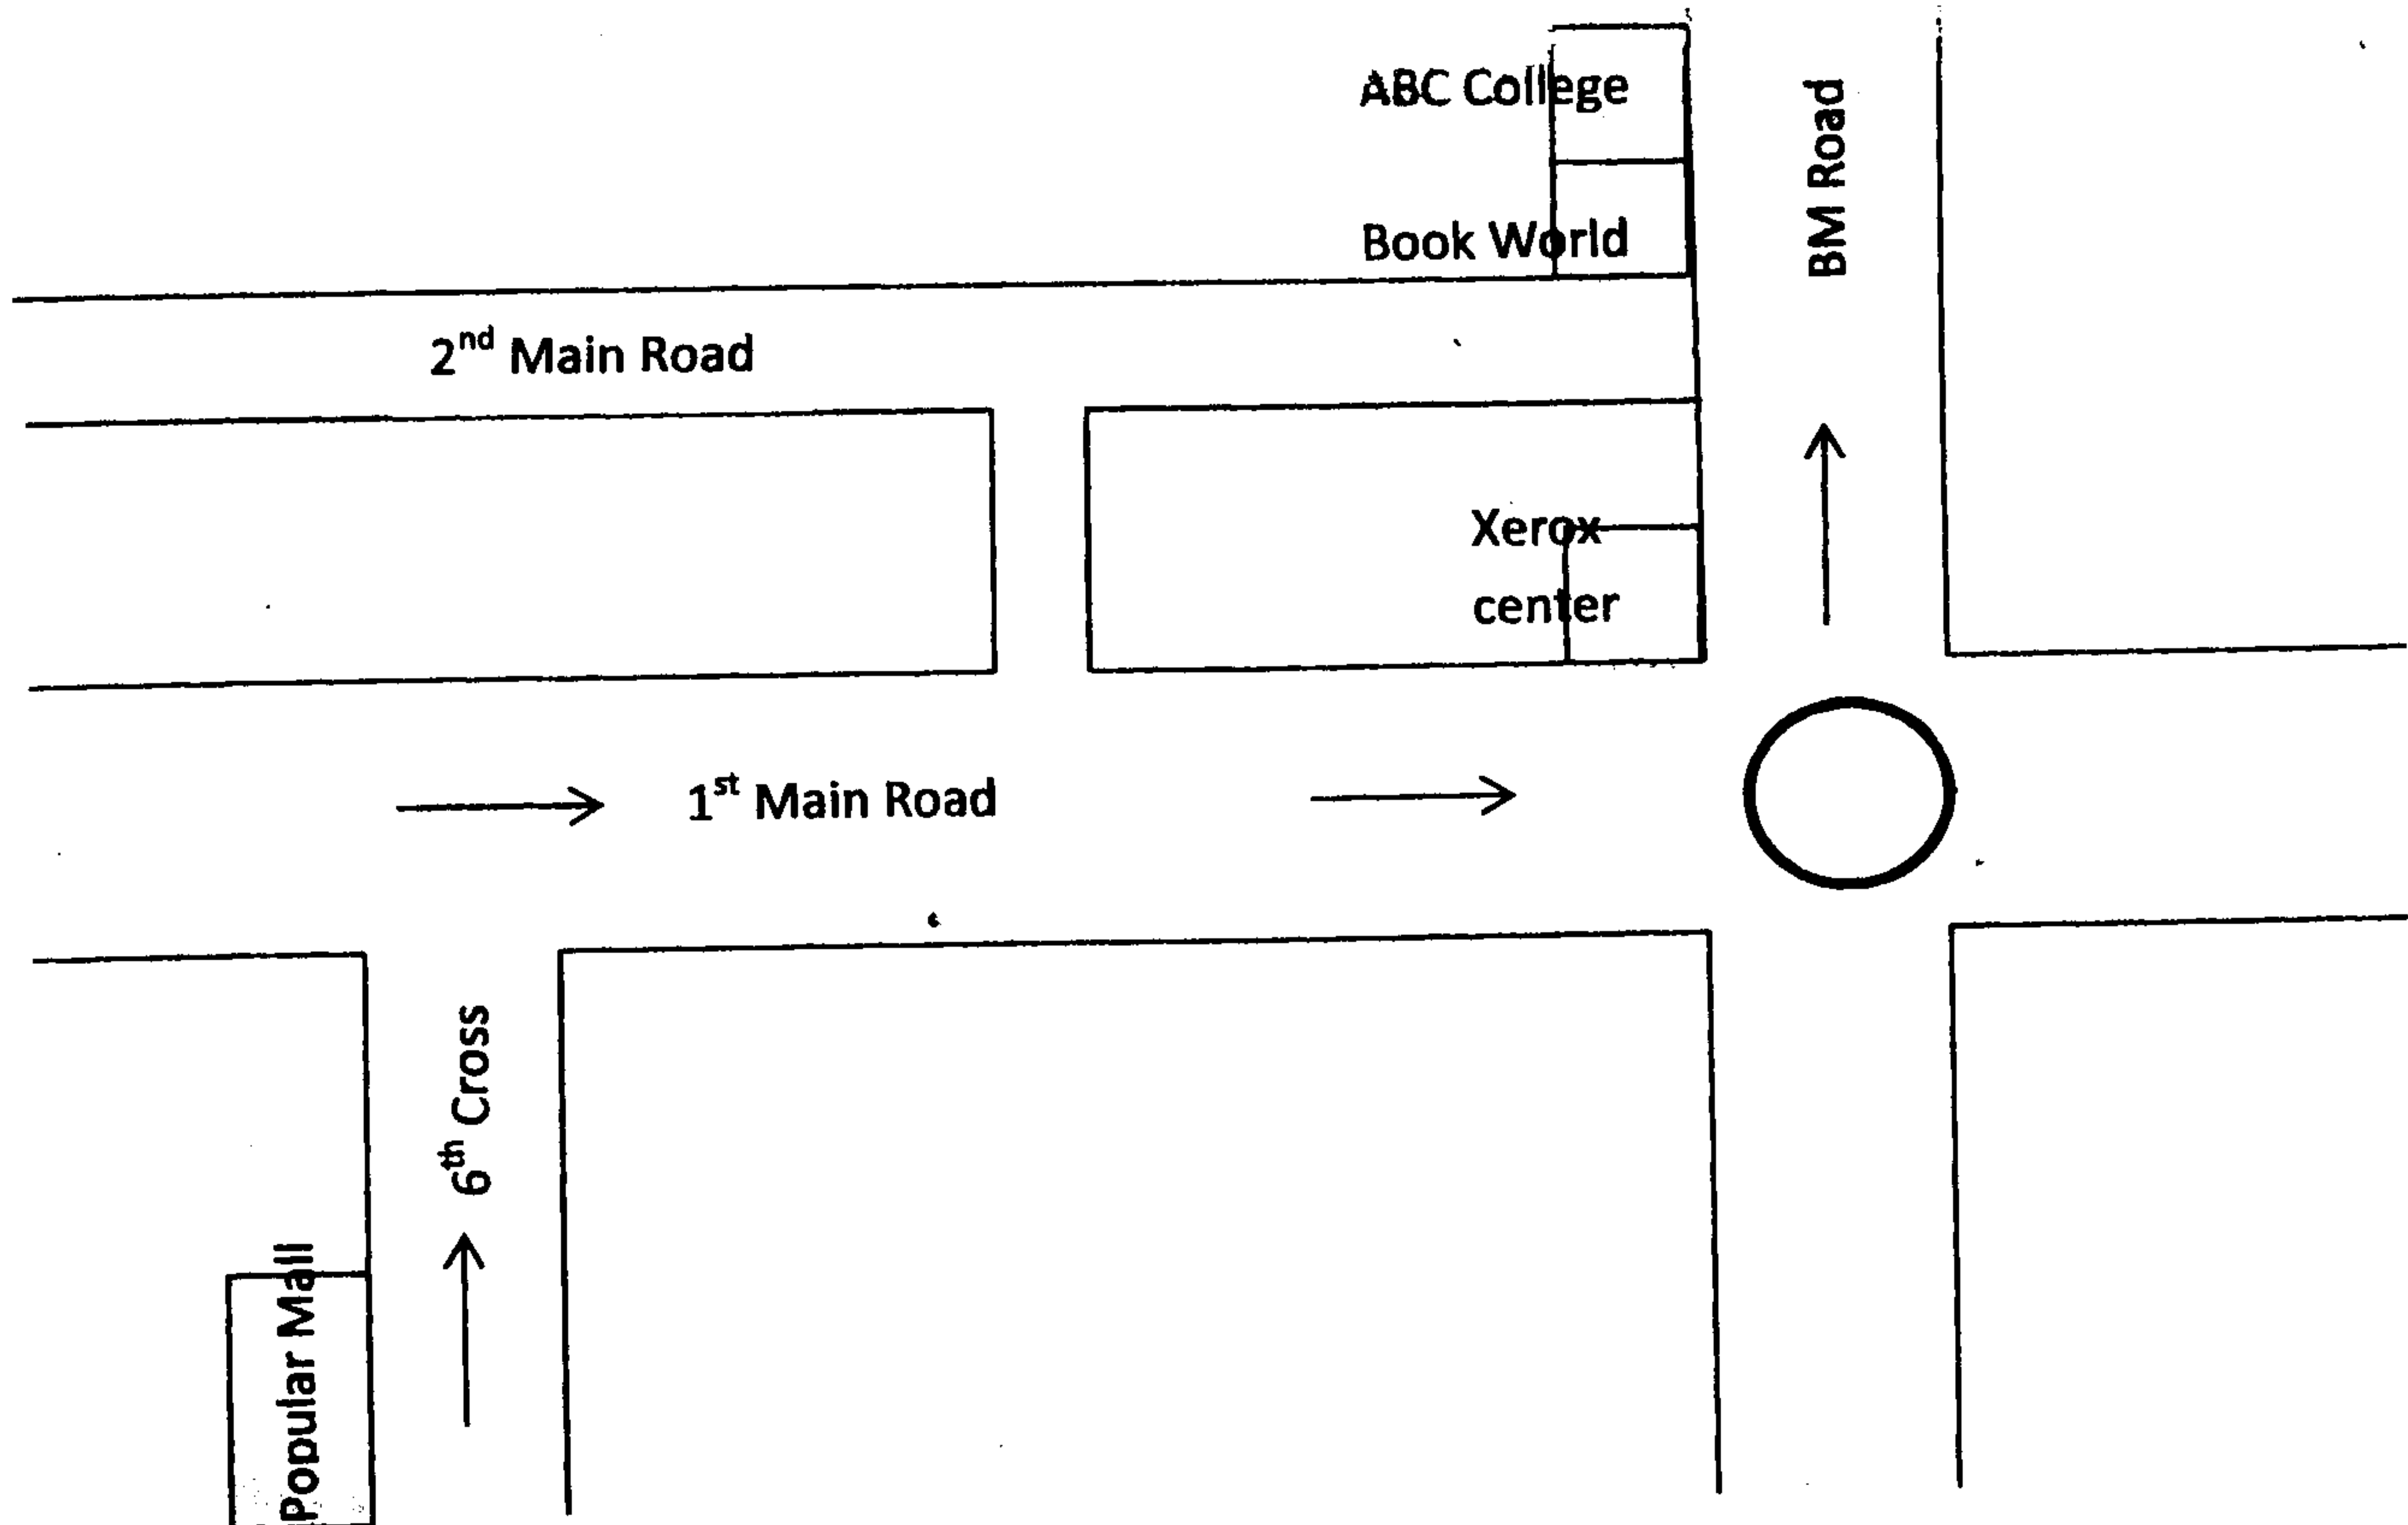 ABC College
BM Road
Book World
2nd Main Road
Xerox
center
1st Main Road
6th Cross
Popular Mall